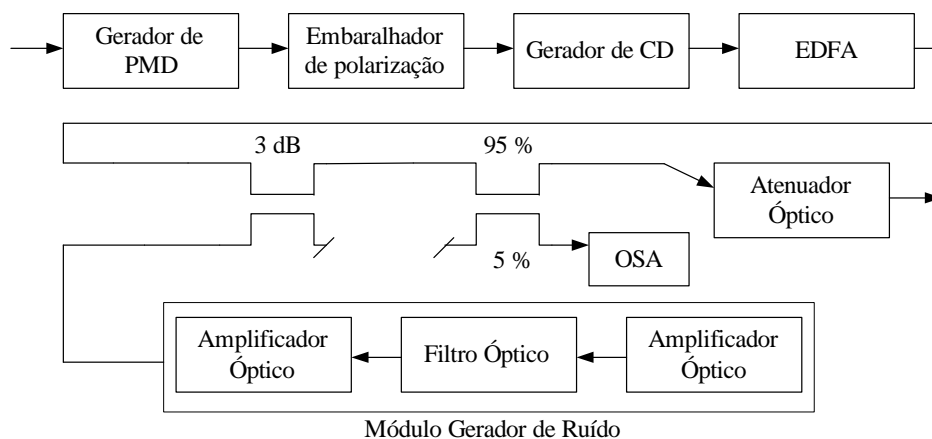 Gerador de
PMD
Embaralhador
de polarização
Gerador de CD
EDFA
3 dB
95 %
Atenuador
Óptico
5 %
OSA
Amplificador
Óptico
Filtro Óptico
Amplificador
Óptico
Módulo Gerador de Ruído